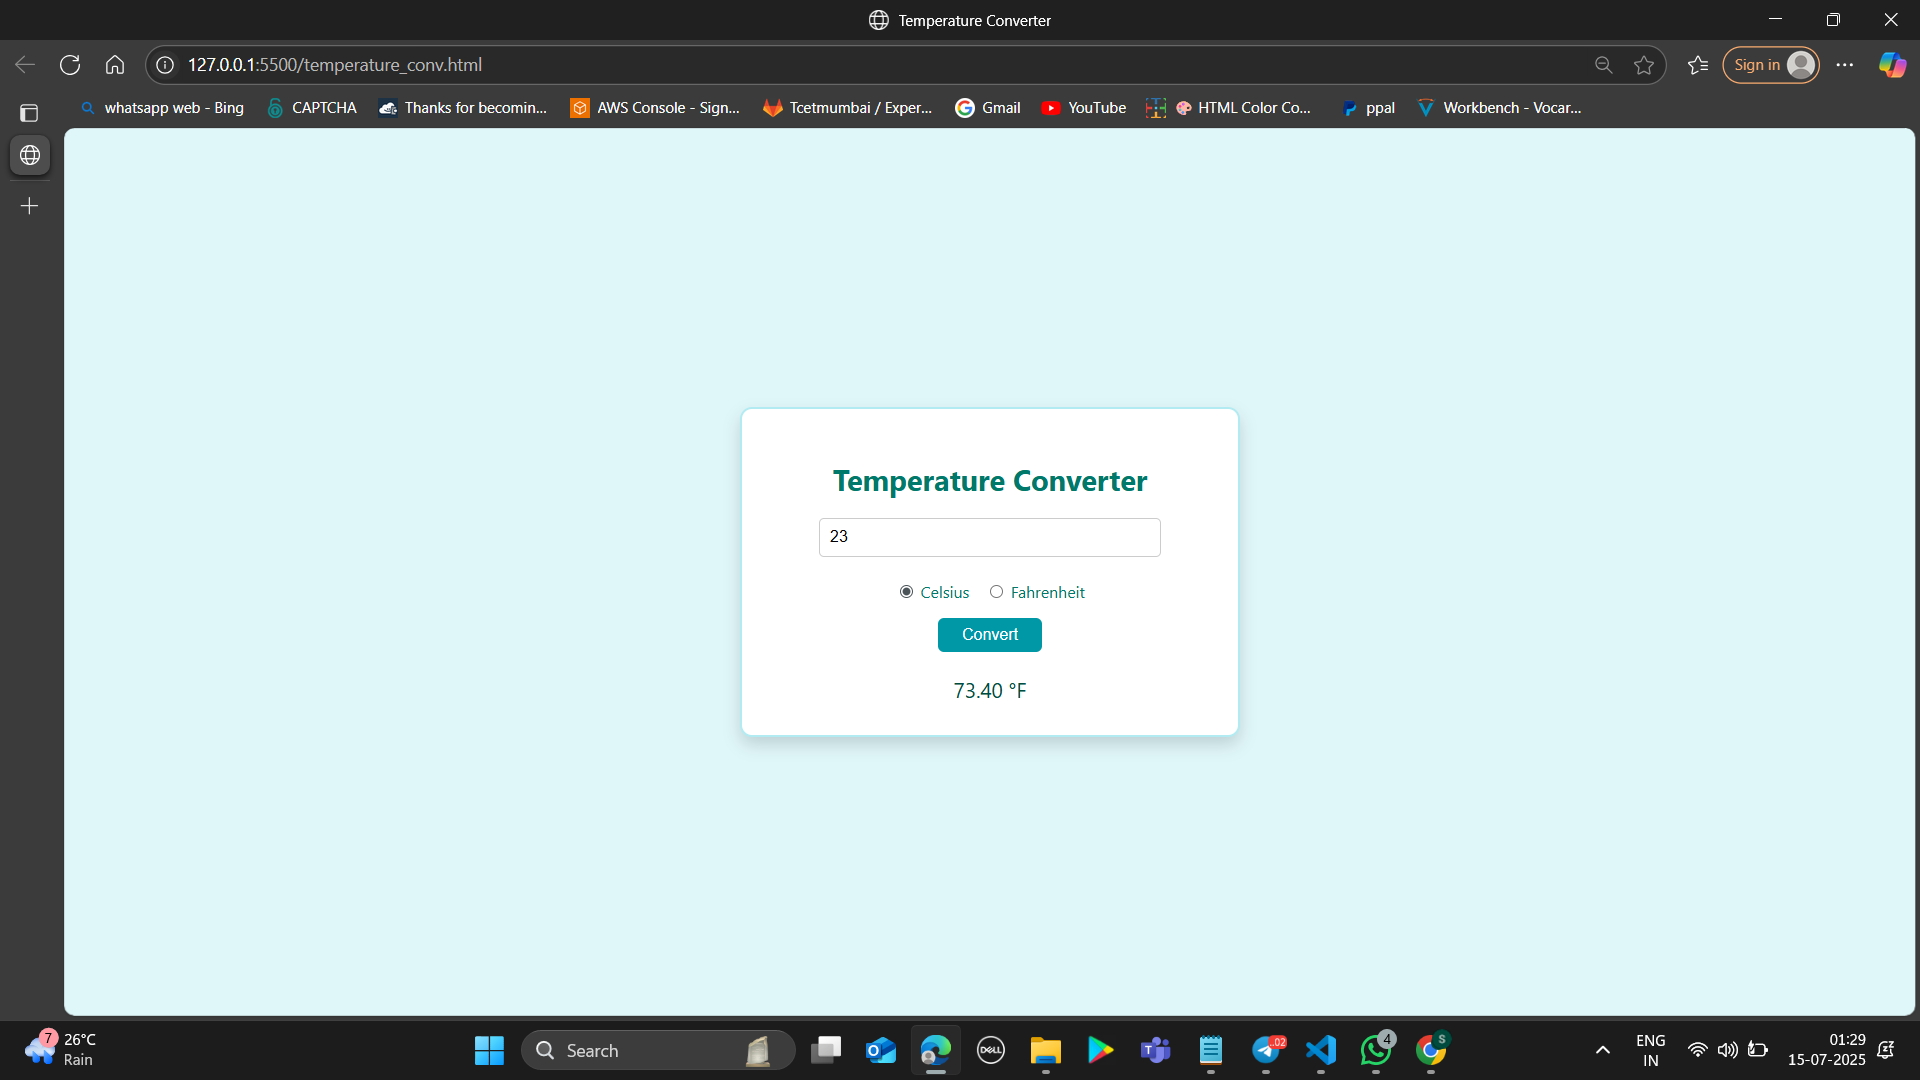 Temperature Converter
127.0.0.1:5500/temperature_conv.html
Sign in
whatsapp web - Bing
CAPTCHA
Thanks for becomin...
AWS Console - Sign...
Tcetmumbai / Exper...
Gmail
YouTube
HTML Color Co...
ppal
Workbench - Vocar...
Temperature Converter
23
Celsius
Fahrenheit
Convert
73.40 °F
7
26°C
Rain
Search
DELL
..02
4
S
ENG
IN
01:29
15-07-2025